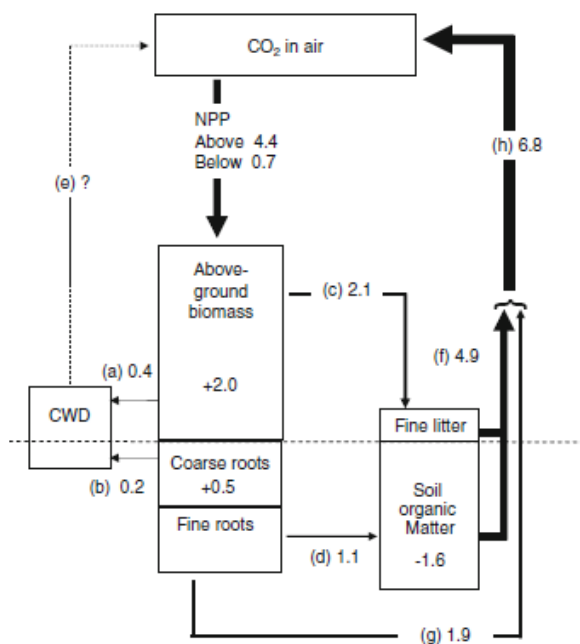 CO₂ in air
NPP
Above 4.4
Below 0.7
(h) 6.8
(e) ?
Above-
ground
biomass
(c) 2.1
(f) 4.9
(a) 0.4
+2.0
CWD
Fine litter
Coarse roots
+0.5
(b) 0.2
Soil
organic
Matter
-1.6
Fine roots
(d) 1.1
(g) 1.9